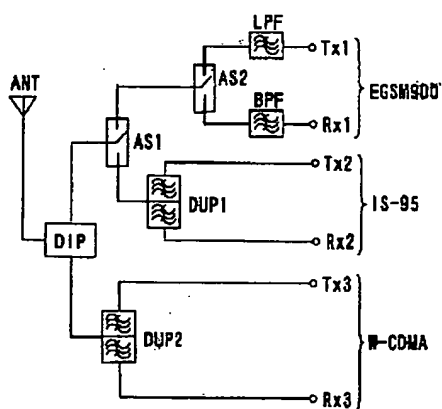 LPF
Tx1
ANT
AS2
EGSM900
BPF
Rx1
AS1
Tx2
DUP1
IS-95
DIP
Rx2
Tx3
DUP2
W-CDMA
Rx3